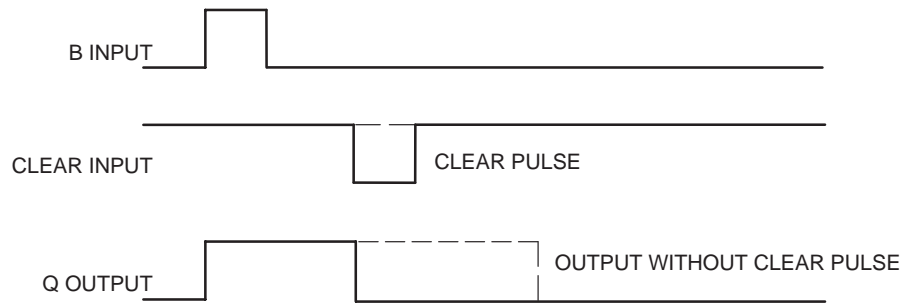 B INPUT
CLEAR INPUT
CLEAR PULSE
Q OUTPUT
OUTPUT WITHOUT CLEAR PULSE